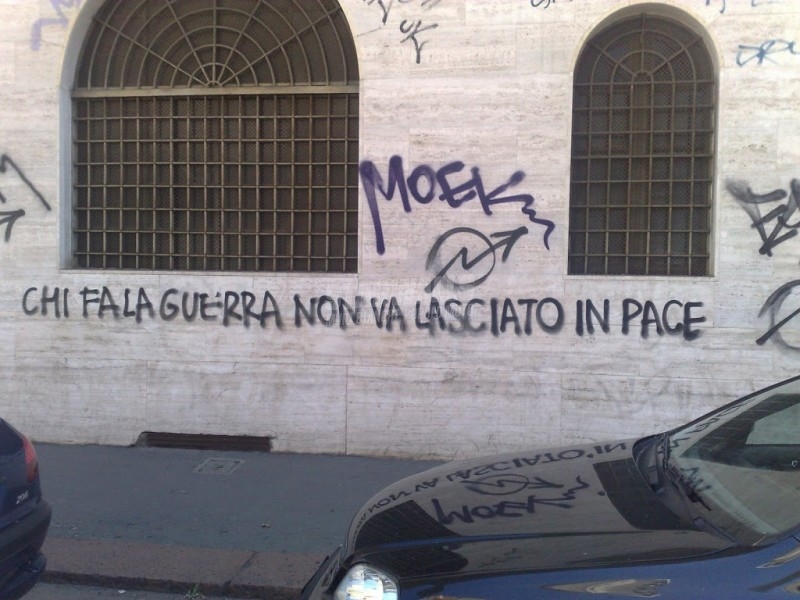 MOEK
CHI FA LA GUERRA NON VA LASCIATO IN PACE